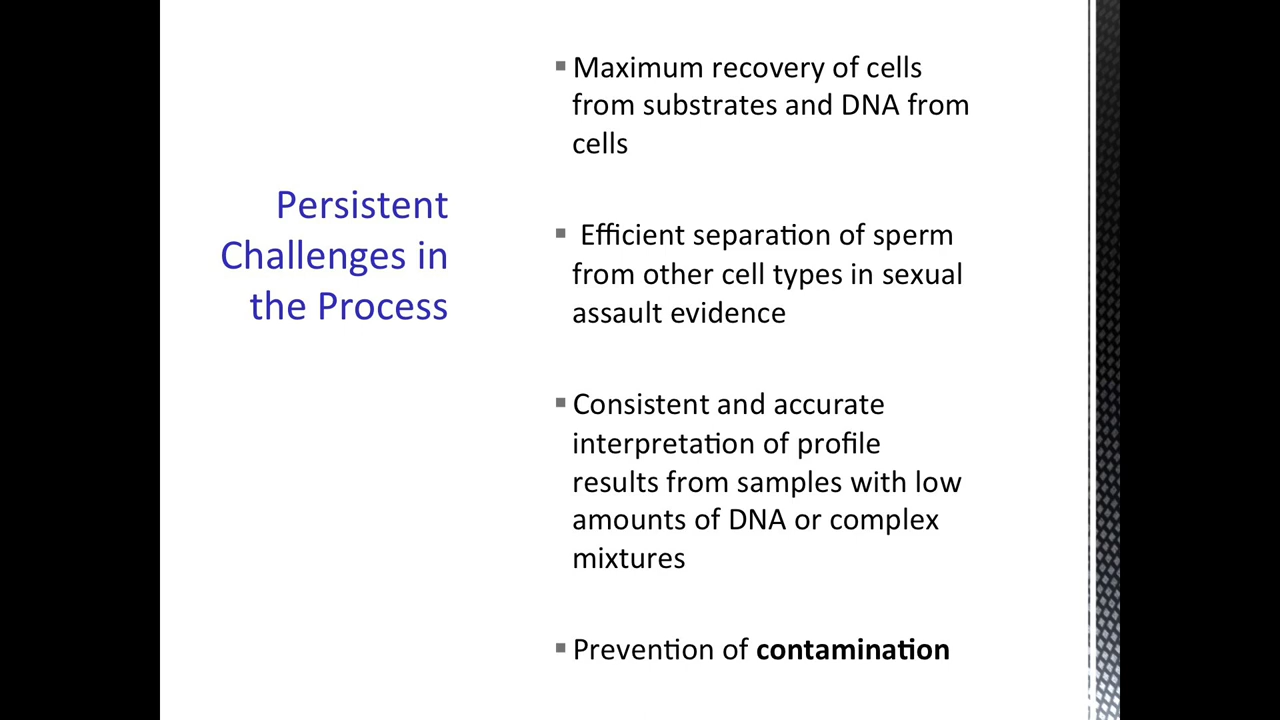 Persistent
Challenges in
the Process
▪ Maximum recovery of cells
from substrates and DNA from
cells
▪ Efficient separation of sperm
from other cell types in sexual
assault evidence
▪ Consistent and accurate
interpretation of profile
results from samples with low
amounts of DNA or complex
mixtures
▪ Prevention of contamination